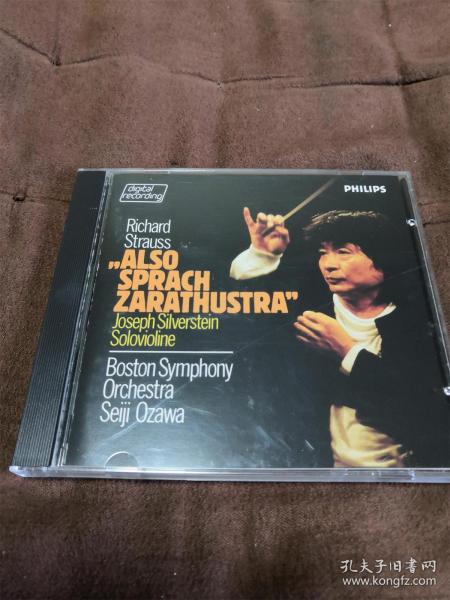 digital
recording
PHILIPS
Richard
Strauss
„ALSO
SPRACH
ZARATHUSTRA”
Joseph Silverstein
Solovioline
Boston Symphony
Orchestra
Seiji Ozawa
孔夫子旧书网
www.kongfz.com